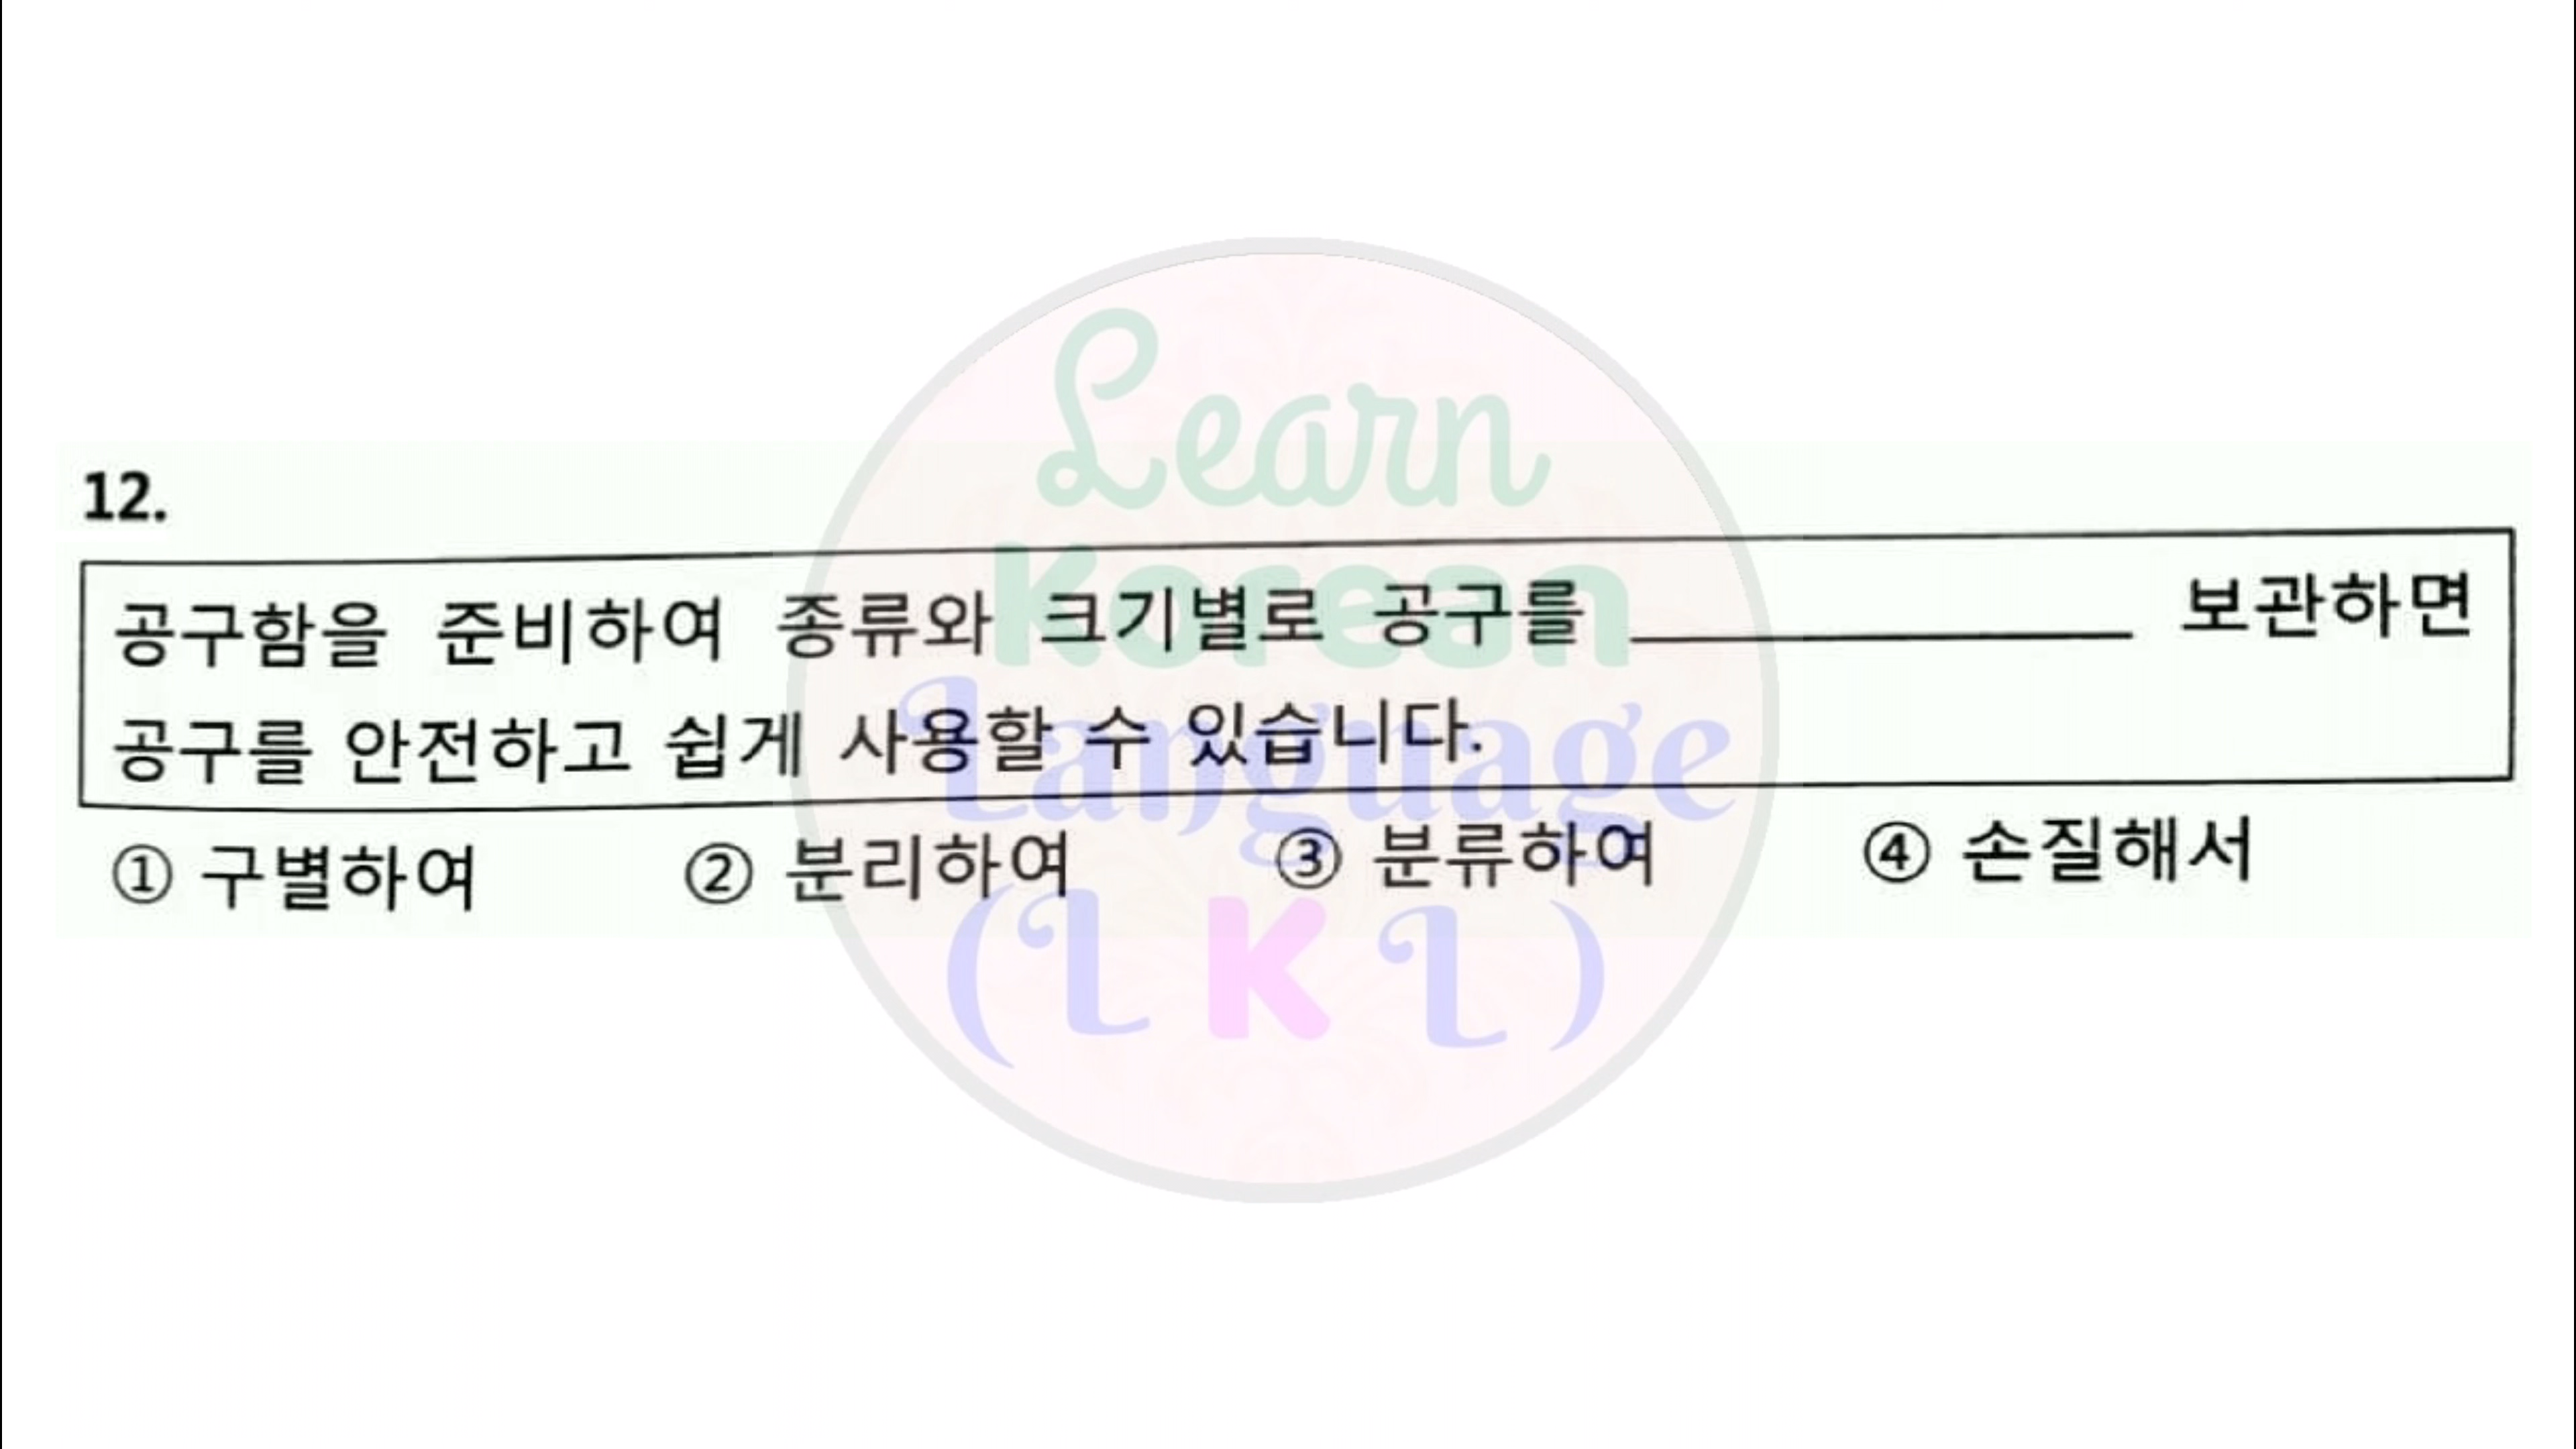 Learn
Korean
Language
(L K L)
12.
공구함을 준비하여 종류와 크기별로 공구를 ____________ 보관하면
공구를 안전하고 쉽게 사용할 수 있습니다.
① 구별하여 ② 분리하여 ③ 분류하여 ④ 손질해서